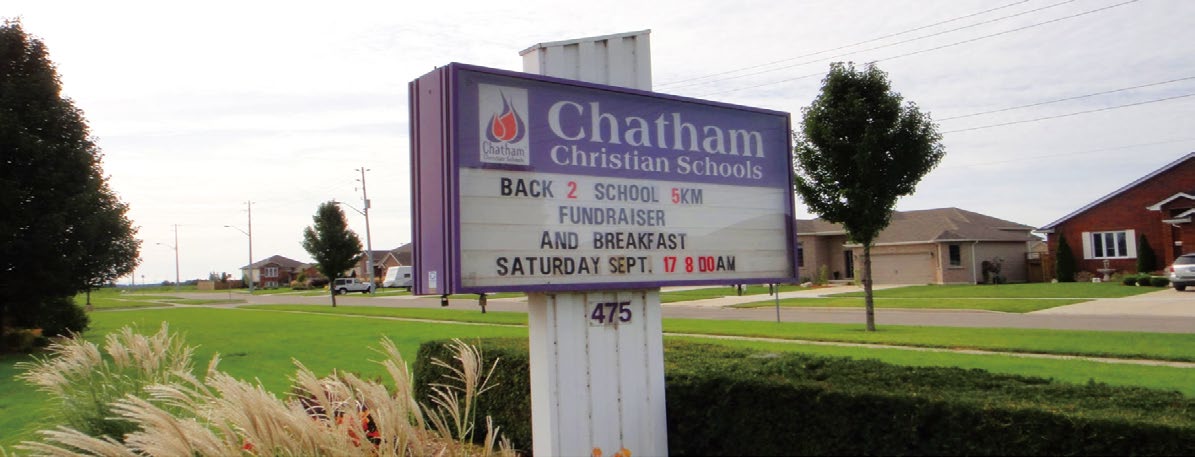 Chatham
Christian Schools
Chatham
Christian Schools
BACK 2 SCHOOL 5KM
FUNDRAISER
AND BREAKFAST
SATURDAY SEPT. 17 8 00AM
475